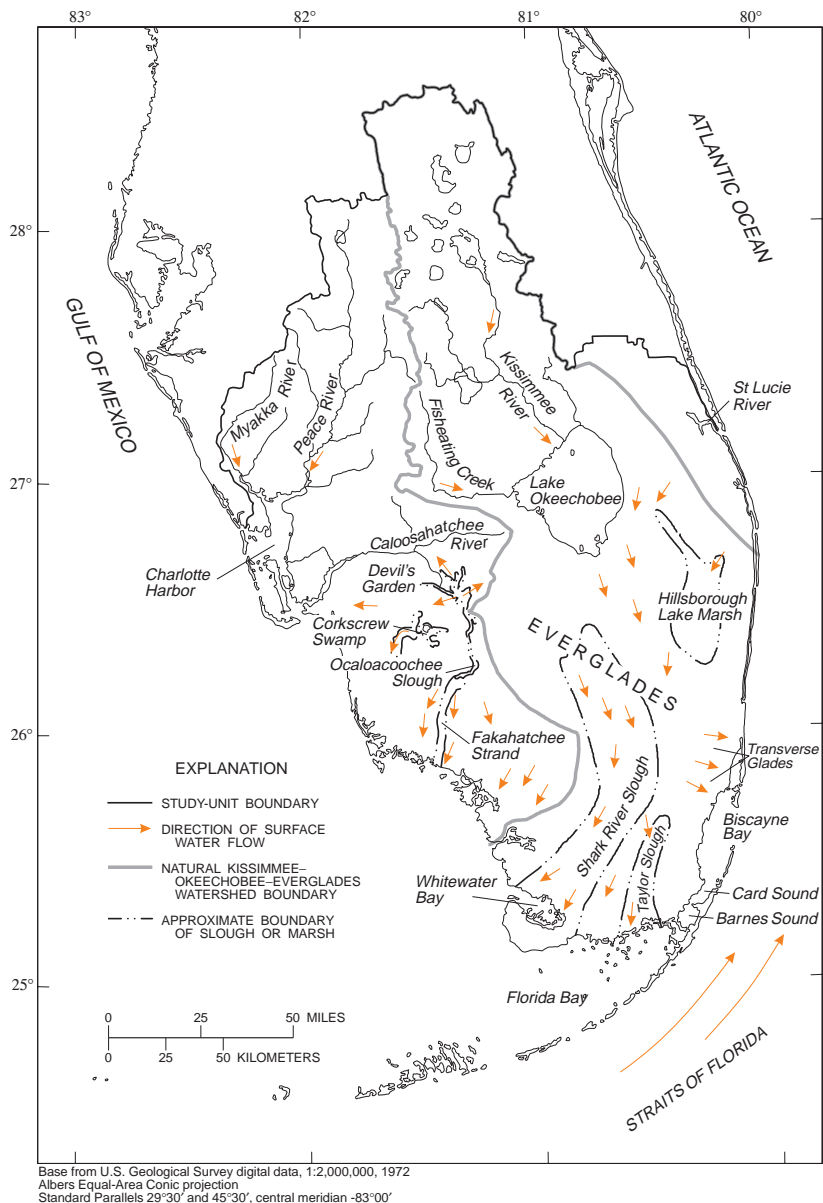 83°
82°
81°
80°
28°
27°
26°
25°
ATLANTIC OCEAN
GULF OF MEXICO
Myakka River
Peace River
Kissimmee
River
Fisheating Creek
St Lucie
River
Lake
Okeechobee
Caloosahatchee
River
Charlotte
Harbor
Devil's
Garden
Corkscrew
Swamp
Ocaloacoochee
Slough
Hillsborough
Lake Marsh
EVERGLADES
Fakahatchee
Strand
Transverse
Glades
Shark River Slough
Taylor Slough
Biscayne
Bay
Whitewater
Bay
Card Sound
Barnes Sound
Florida Bay
STRAITS OF FLORIDA
EXPLANATION
STUDY-UNIT BOUNDARY
DIRECTION OF SURFACE
WATER FLOW
NATURAL KISSIMMEE–
OKEECHOBEE–EVERGLADES
WATERSHED BOUNDARY
APPROXIMATE BOUNDARY
OF SLOUGH OR MARSH
0 25 50 MILES
0 25 50 KILOMETERS
Base from U.S. Geological Survey digital data, 1:2,000,000, 1972
Albers Equal-Area Conic projection
Standard Parallels 29°30′ and 45°30′, central meridian -83°00′